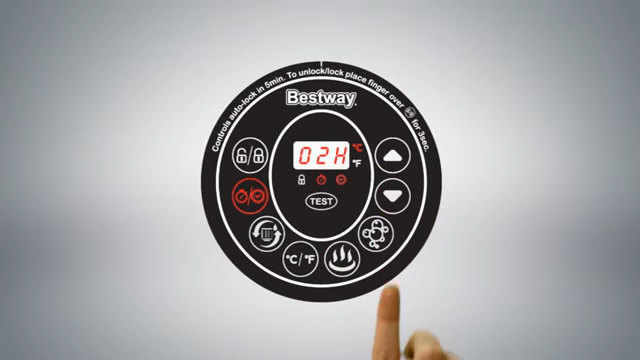 Controls auto-lock in 5min. To unlock/lock place finger over for 3sec.
Bestway
02H
°C
°F
TEST
°C/°F